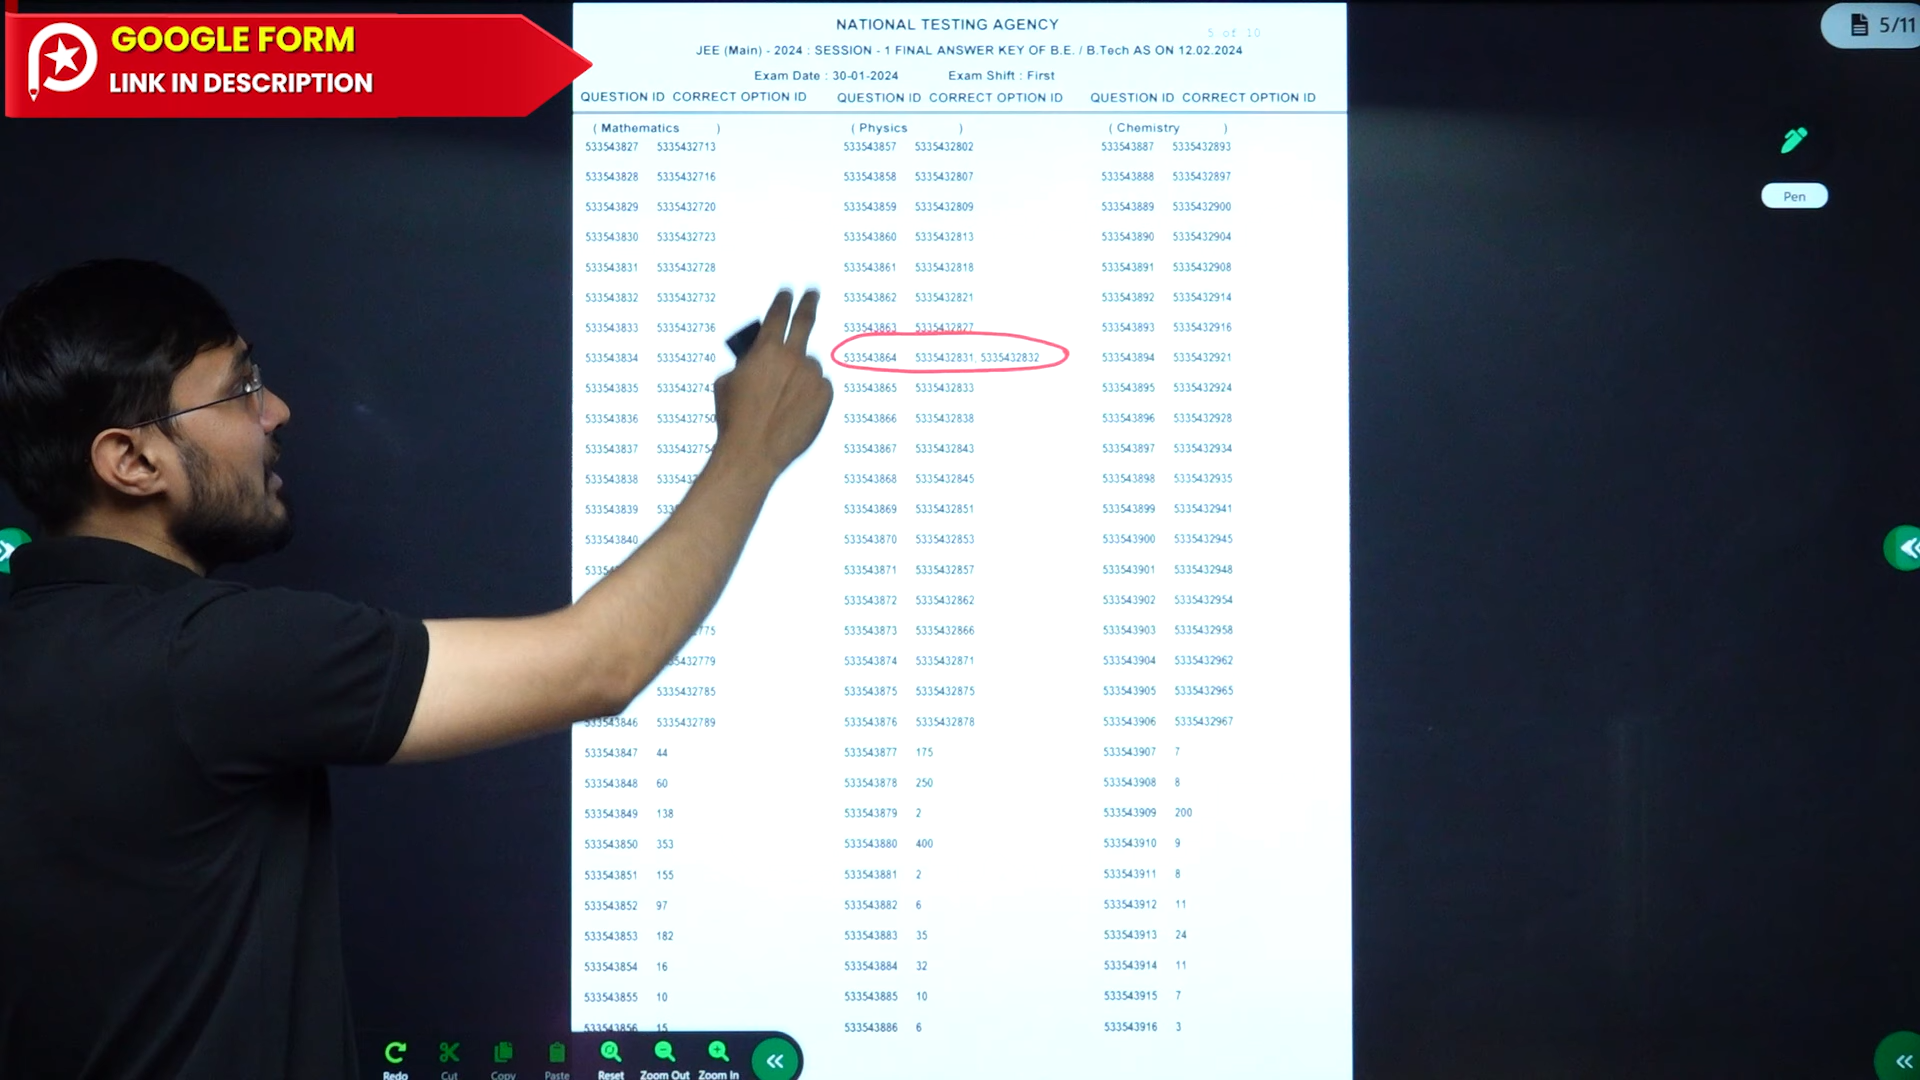 GOOGLE FORM
LINK IN DESCRIPTION
5/11
Pen
NATIONAL TESTING AGENCY
5 of 10
JEE (Main) - 2024 : SESSION - 1 FINAL ANSWER KEY OF B.E. / B.Tech AS ON 12.02.2024
Exam Date : 30-01-2024 Exam Shift : First
QUESTION ID CORRECT OPTION ID QUESTION ID CORRECT OPTION ID QUESTION ID CORRECT OPTION ID
( Mathematics ) ( Physics ) ( Chemistry )
533543827 5335432713 533543857 5335432802 533543887 5335432893
533543828 5335432716 533543858 5335432807 533543888 5335432897
533543829 5335432720 533543859 5335432809 533543889 5335432900
533543830 5335432723 533543860 5335432813 533543890 5335432904
533543831 5335432728 533543861 5335432818 533543891 5335432908
533543832 5335432732 533543862 5335432821 533543892 5335432914
533543833 5335432736 533543863 5335432827 533543893 5335432916
533543834 5335432740 533543864 5335432831, 5335432832 533543894 5335432921
533543835 533543865 5335432833 533543895 5335432924
533543836 5335432750 533543866 5335432838 533543896 5335432928
533543837 533543867 5335432843 533543897 5335432934
533543838 533543868 5335432845 533543898 5335432935
533543839 533543869 5335432851 533543899 5335432941
533543840 533543870 5335432853 533543900 5335432945
533543871 5335432857 533543901 5335432948
533543872 5335432862 533543902 5335432954
533543873 5335432866 533543903 5335432958
533543874 5335432871 533543904 5335432962
5335432785 533543875 5335432875 533543905 5335432965
533543846 5335432789 533543876 5335432878 533543906 5335432967
533543847 44 533543877 175 533543907 7
533543848 60 533543878 250 533543908 8
533543849 138 533543879 2 533543909 200
533543850 353 533543880 400 533543910 9
533543851 155 533543881 2 533543911 8
533543852 97 533543882 6 533543912 11
533543853 182 533543883 35 533543913 24
533543854 16 533543884 32 533543914 11
533543855 10 533543885 10 533543915 7
533543856 15 533543886 6 533543916 3
Redo Cut Copy Paste Reset Zoom Out Zoom In